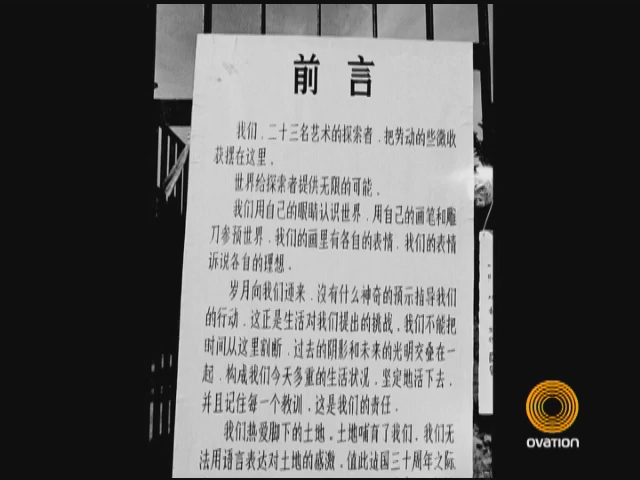 前言
我们，二十三名艺术的探索者，把劳动的些微收
获摆在这里。
世界给探索者提供无限的可能。
我们用自己的眼睛认识世界，用自己的画笔和雕
刀参预世界，我们的画里有各自的表情，我们的表情
诉说各自的理想。
岁月向我们迎来，沒有什么神奇的预示指导我们
的行动，这正是生活对我们提出的挑战，我们不能把
时间从这里割断，过去的阴影和未来的光明交叠在一
起，构成我们今天多重的生活状况，坚定地活下去，
并且记住每一个教训，这是我们的责任。
我们热爱脚下的土地，土地哺育了我们，我们无
法用语言表达对土地的感激，值此建国三十周年之际
OVATION